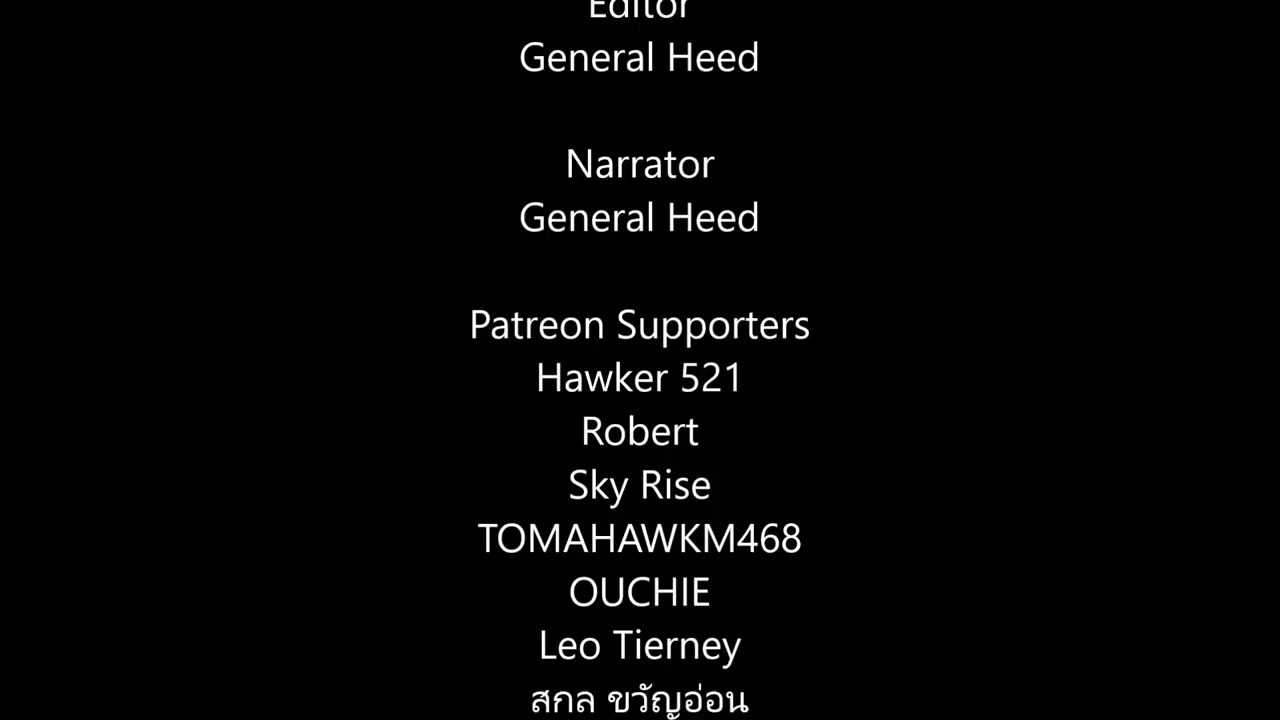 Editor
General Heed
Narrator
General Heed
Patreon Supporters
Hawker 521
Robert
Sky Rise
TOMAHAWKM468
OUCHIE
Leo Tierney
สกล ขวัญอ่อน